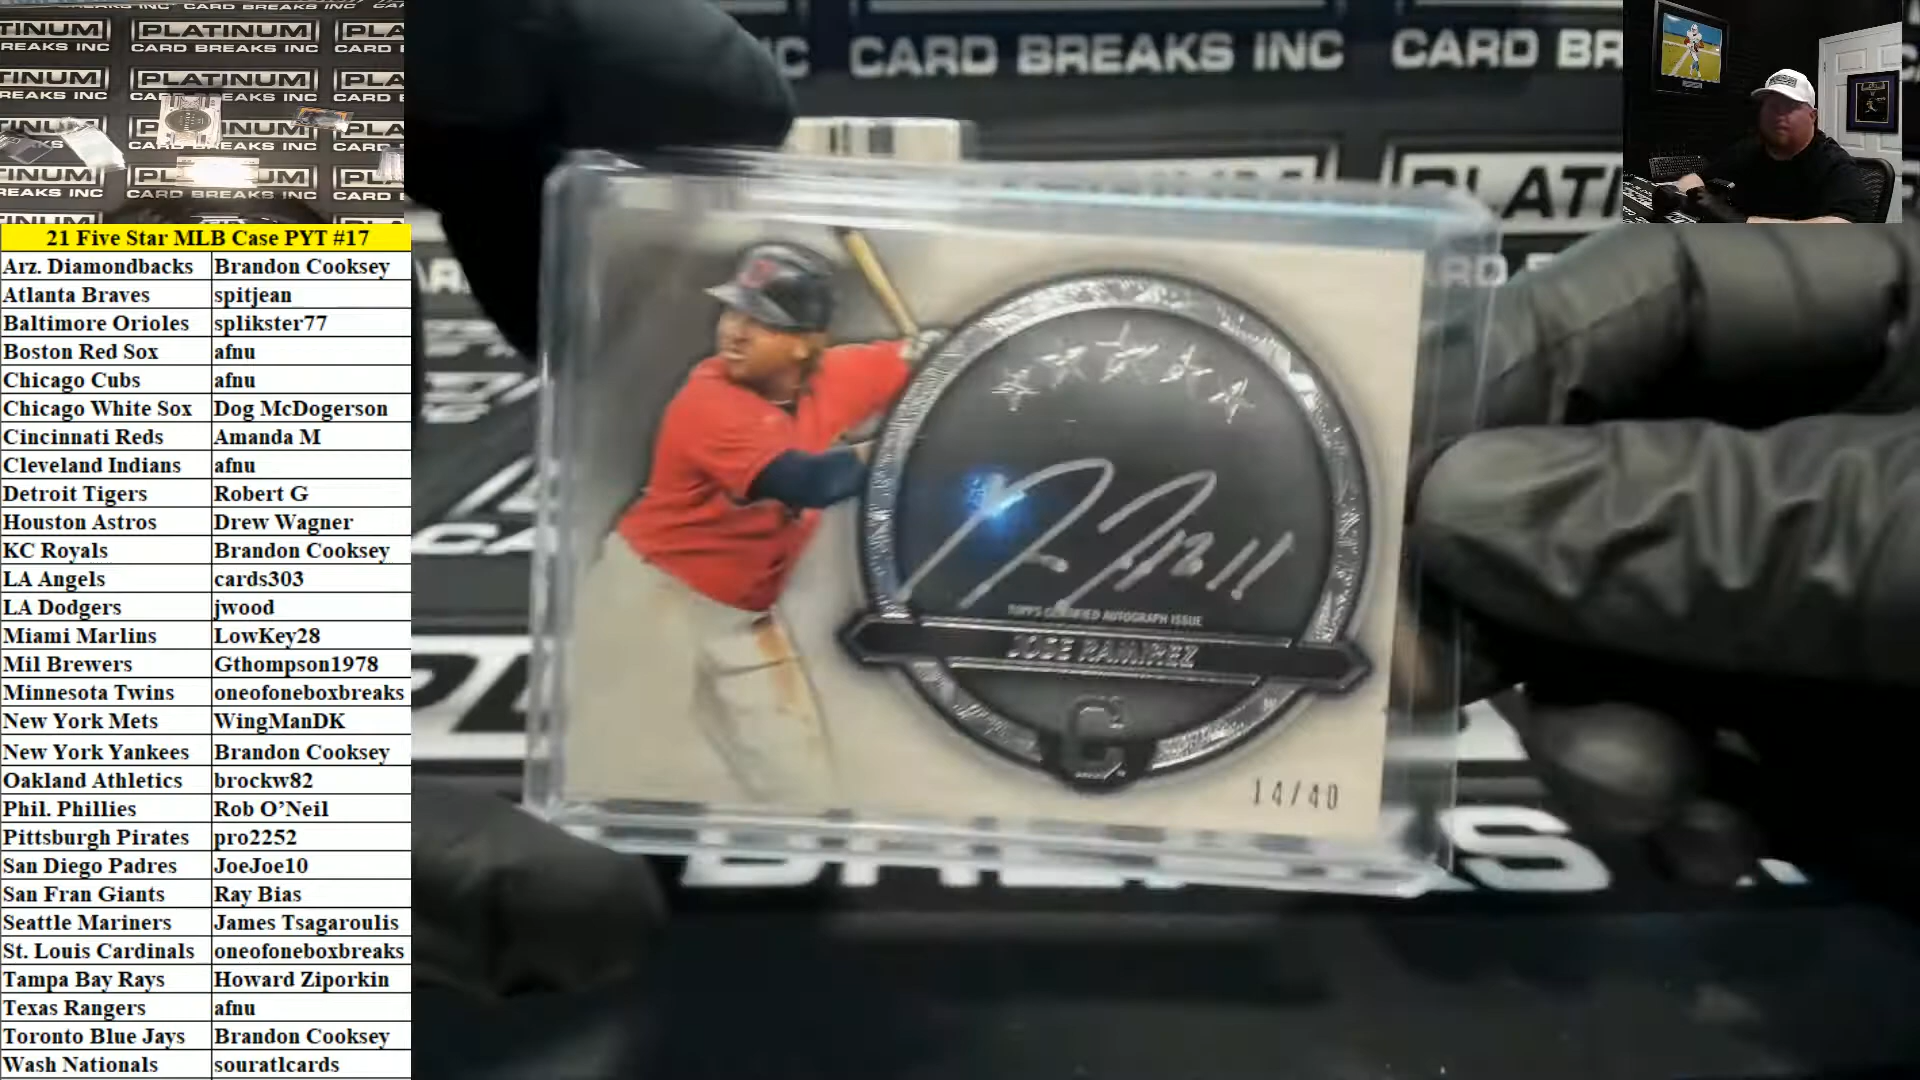 PLATINUM
CARD BREAKS INC
CARD BREAKS INC
21 Five Star MLB Case PYT #17
Arz. Diamondbacks Brandon Cooksey
Atlanta Braves spitjean
Baltimore Orioles splikster77
Boston Red Sox afnu
Chicago Cubs afnu
Chicago White Sox Dog McDogerson
Cincinnati Reds Amanda M
Cleveland Indians afnu
Detroit Tigers Robert G
Houston Astros Drew Wagner
KC Royals Brandon Cooksey
LA Angels cards303
LA Dodgers jwood
Miami Marlins LowKey28
Mil Brewers Gthompson1978
Minnesota Twins oneofoneboxbreaks
New York Mets WingManDK
New York Yankees Brandon Cooksey
Oakland Athletics brockw82
Phil. Phillies Rob O’Neil
Pittsburgh Pirates pro2252
San Diego Padres JoeJoe10
San Fran Giants Ray Bias
Seattle Mariners James Tsagaroulis
St. Louis Cardinals oneofoneboxbreaks
Tampa Bay Rays Howard Ziporkin
Texas Rangers afnu
Toronto Blue Jays Brandon Cooksey
Wash Nationals souratlcards
TOPPS CERTIFIED AUTOGRAPH ISSUE
JOSE RAMIREZ
C
14/40